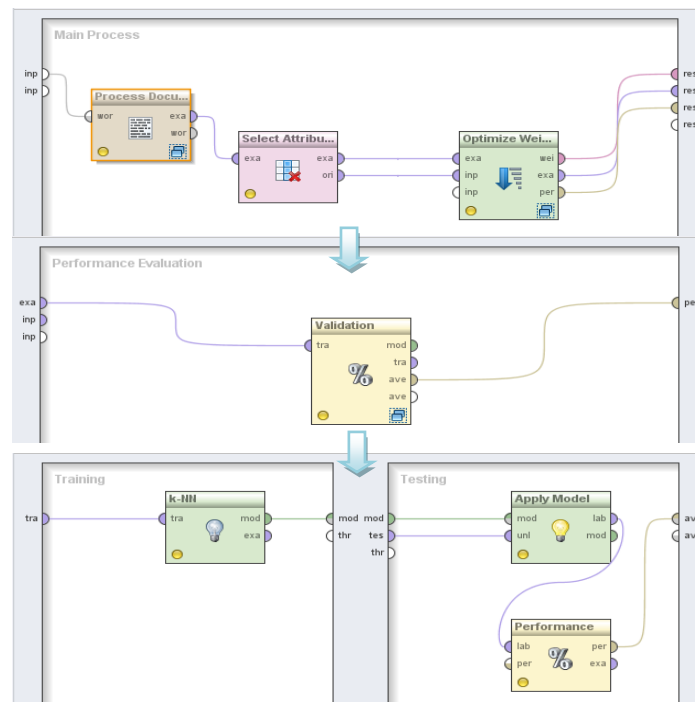 Main Process
inp
inp
Process Docu...
wor exa
wor
Select Attribu...
exa exa
ori
Optimize Wei...
exa wei
inp exa
inp per
res
res
res
res
Performance Evaluation
exa
inp
inp
Validation
tra mod
tra
ave
ave
%
pe
Training
tra
k-NN
tra mod
exa
mod
thr
Testing
mod
tes
thr
Apply Model
mod lab
unl mod
Performance
lab per
per exa
%
av
av